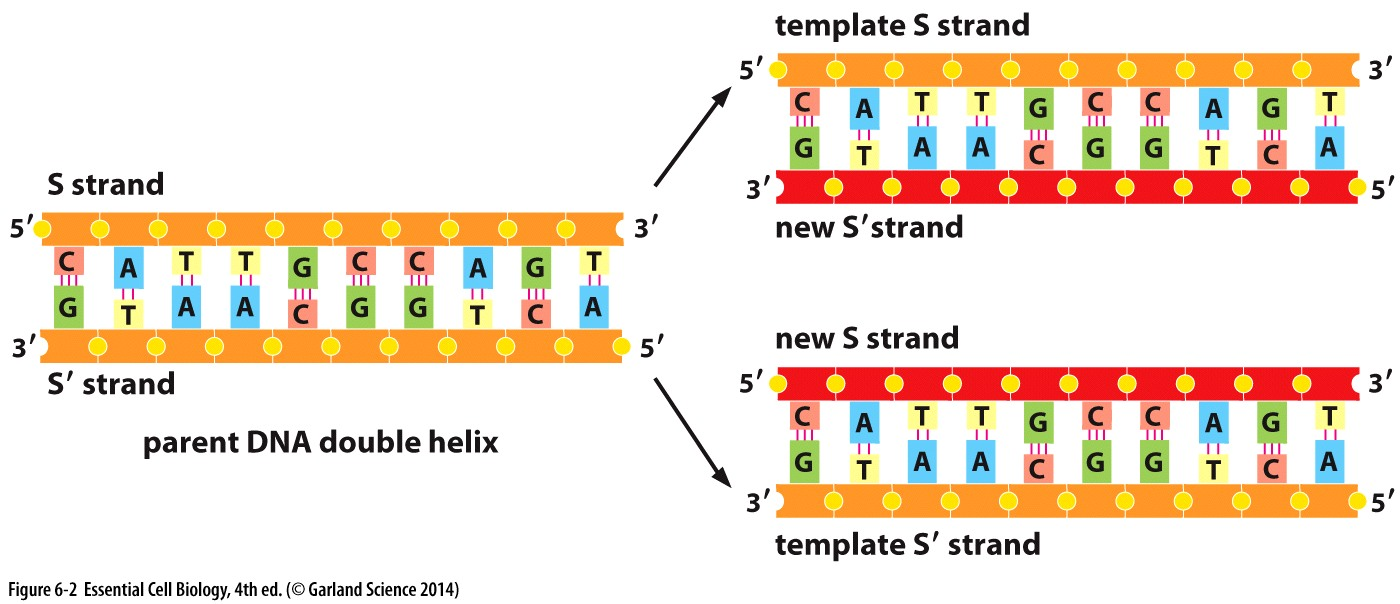 S strand
5′ 3′
C A T T G C C A G T
G T A A C G G T C A
3′ 5′
S′ strand
parent DNA double helix
template S strand
5′ 3′
C A T T G C C A G T
G T A A C G G T C A
3′ 5′
new S′strand
new S strand
5′ 3′
C A T T G C C A G T
G T A A C G G T C A
3′ 5′
template S′ strand
Figure 6-2 Essential Cell Biology, 4th ed. (© Garland Science 2014)